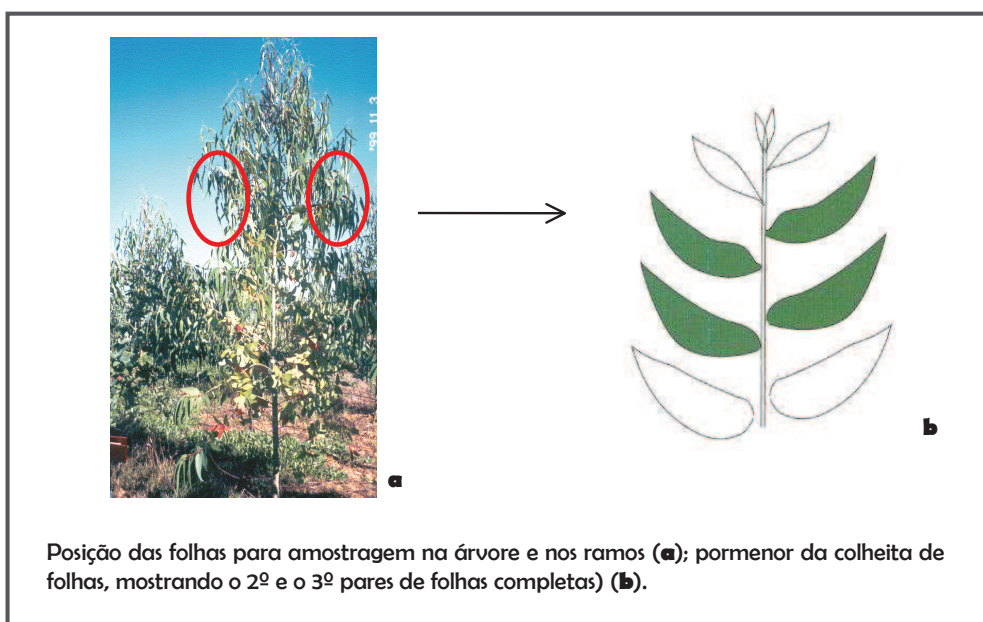 '99 11 3
a
b
Posição das folhas para amostragem na árvore e nos ramos (a); pormenor da colheita de
folhas, mostrando o 2º e o 3º pares de folhas completas) (b).